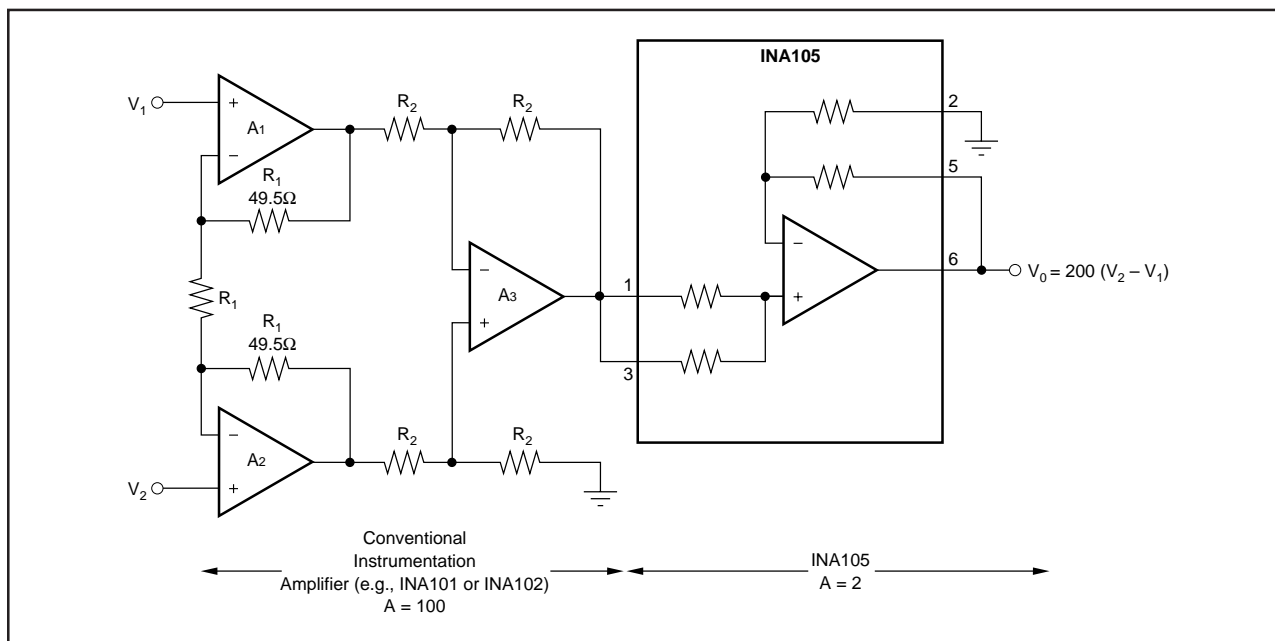 INA105
V1
A1
R2
R2
2
5
R1
49.5Ω
R1
A3
1
6
V0 = 200 (V2 – V1)
R1
49.5Ω
3
A2
R2
R2
V2
+
–
–
+
–
+
–
+
Conventional
Instrumentation
Amplifier (e.g., INA101 or INA102)
A = 100
INA105
A = 2